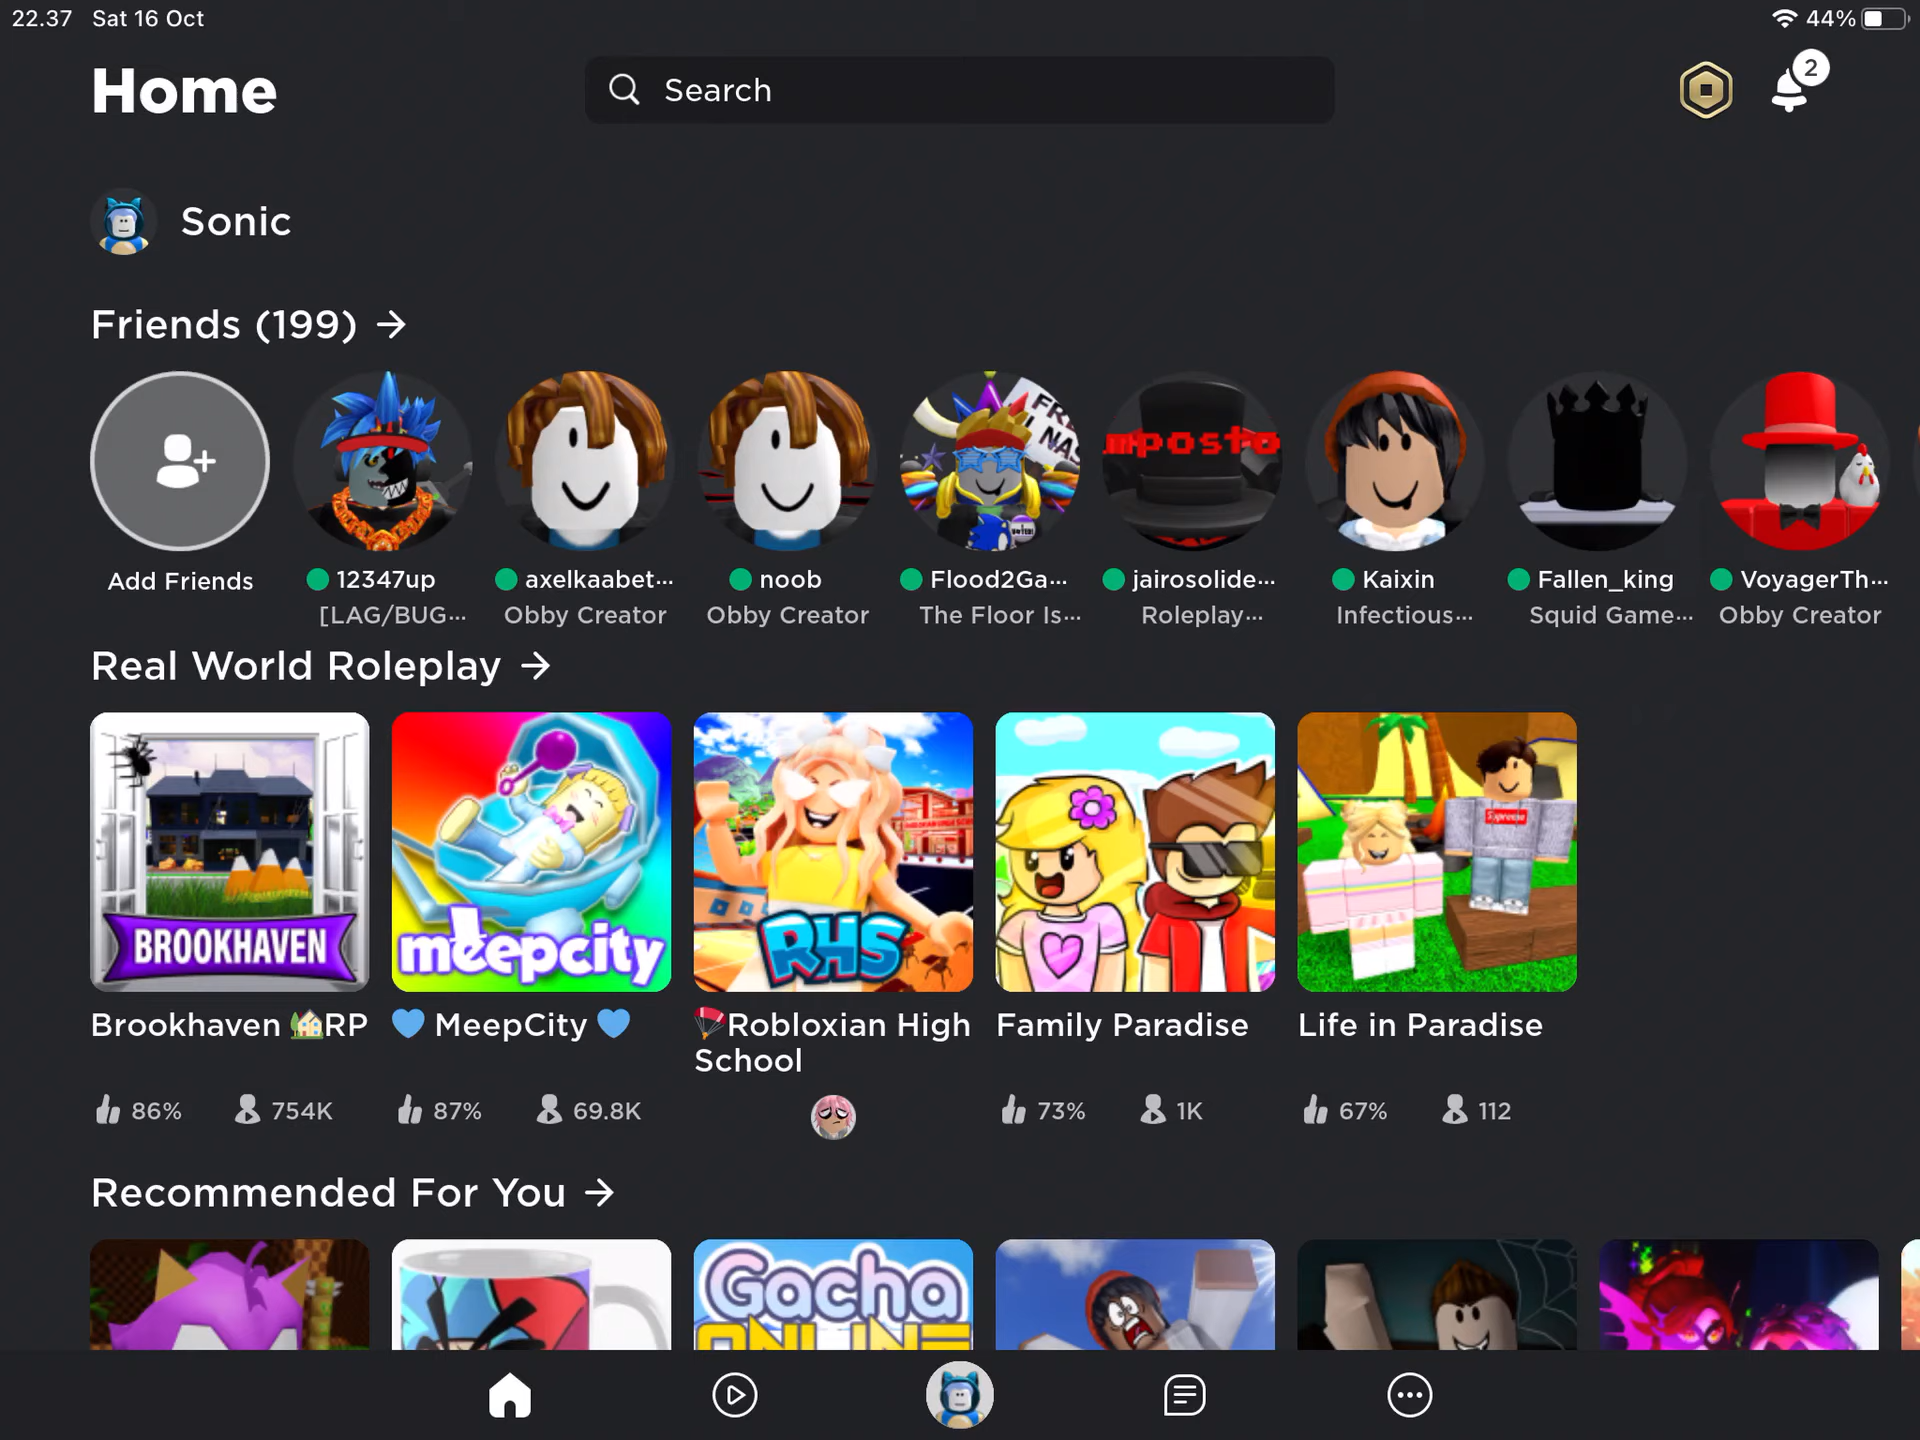 22.37 Sat 16 Oct 44%
Home
Search
2
Sonic
Friends (199) →
Add Friends
12347up
[LAG/BUG...
axelkaabet...
Obby Creator
noob
Obby Creator
Flood2Ga...
The Floor Is...
jairosolide...
Roleplay...
Kaixin
Infectious...
Fallen_king
Squid Game...
VoyagerTh...
Obby Creator
mposto
Real World Roleplay →
BROOKHAVEN
meepcity
RHS
Brookhaven 🏡RP
💙 MeepCity 💙
🪂Robloxian High
School
Family Paradise
Life in Paradise
86% 754K
87% 69.8K
73% 1K
67% 112
Recommended For You →
Gacha
ONLINE